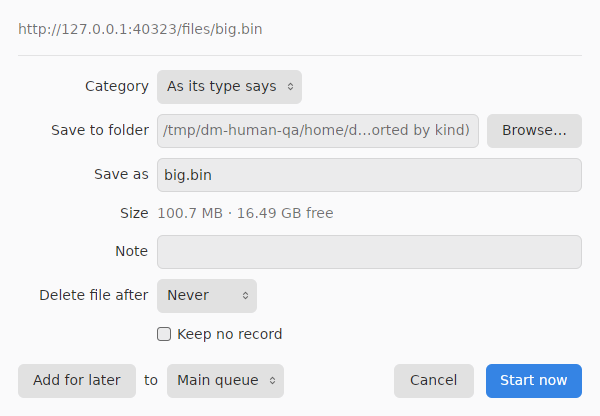 http://127.0.0.1:40323/files/big.bin
Category As its type says
Save to folder /tmp/dm-human-qa/home/d...orted by kind) Browse...
Save as big.bin
Size 100.7 MB · 16.49 GB free
Note
Delete file after Never
Keep no record
Add for later to Main queue Cancel Start now